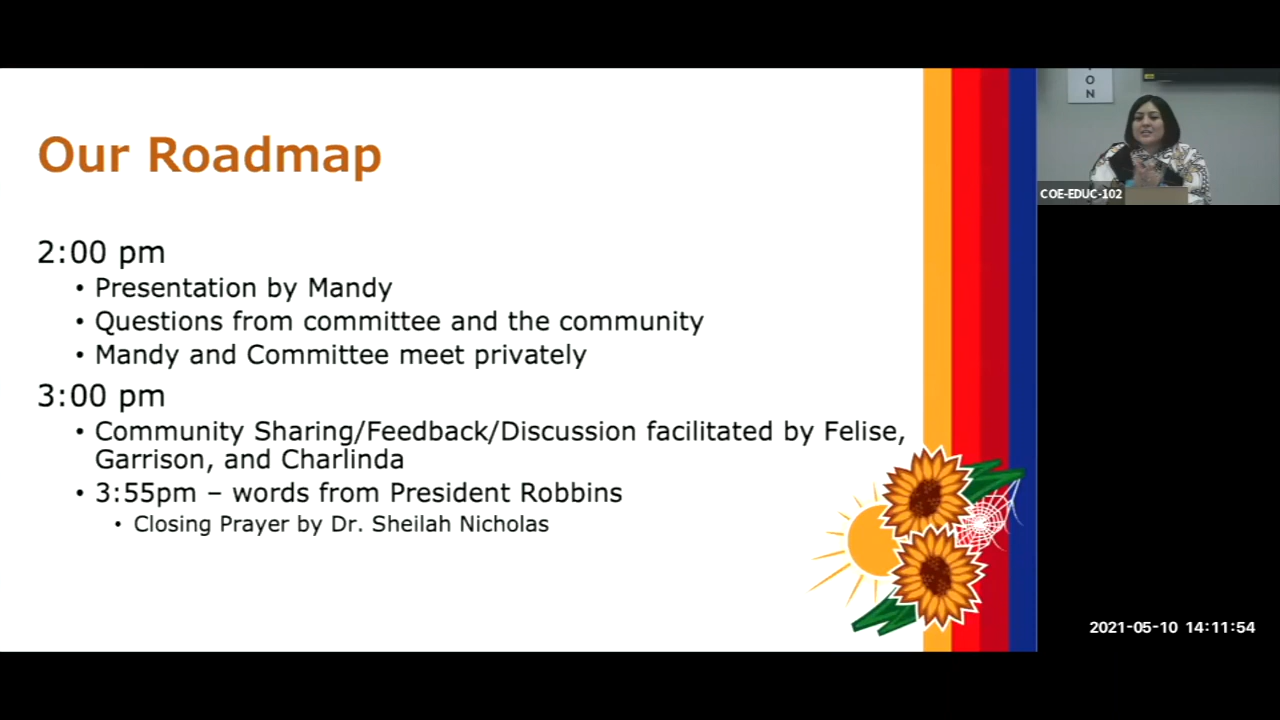 Our Roadmap
2:00 pm
• Presentation by Mandy
• Questions from committee and the community
• Mandy and Committee meet privately
3:00 pm
• Community Sharing/Feedback/Discussion facilitated by Felise,
Garrison, and Charlinda
• 3:55pm – words from President Robbins
• Closing Prayer by Dr. Sheilah Nicholas
O
N
COE-EDUC-102
2021-05-10 14:11:54